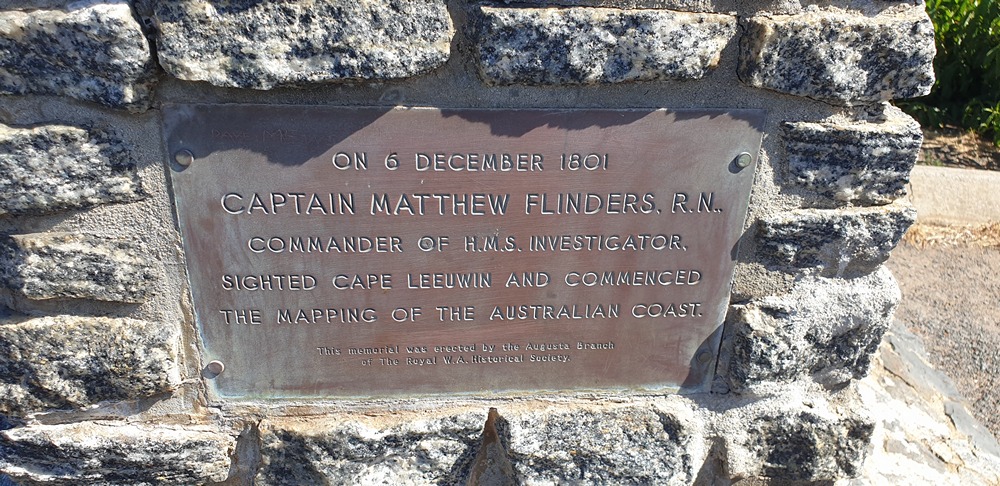 ON 6 DECEMBER 1801
CAPTAIN MATTHEW FLINDERS, R.N.,
COMMANDER OF H.M.S. INVESTIGATOR,
SIGHTED CAPE LEEUWIN AND COMMENCED
THE MAPPING OF THE AUSTRALIAN COAST.
This memorial was erected by the Augusta Branch
of The Royal W.A. Historical Society.